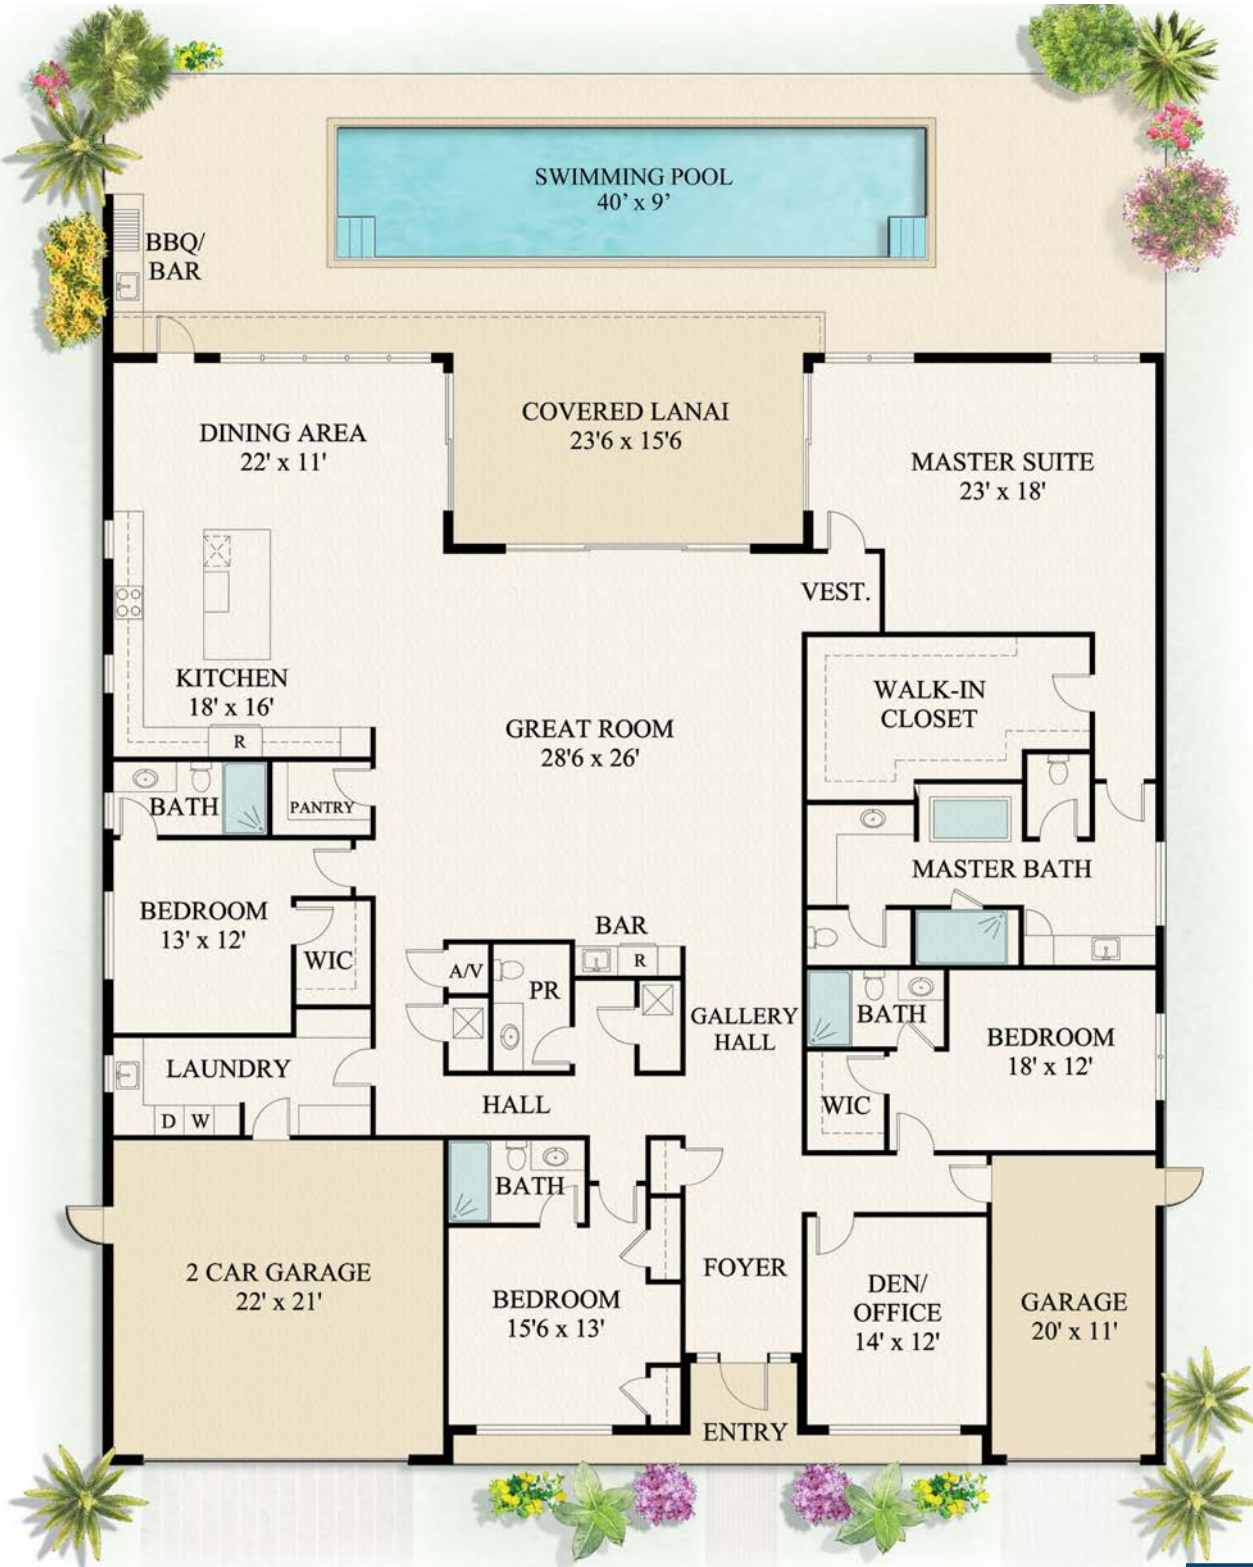 SWIMMING POOL
40' x 9'
BBQ/
BAR
COVERED LANAI
23'6 x 15'6
DINING AREA
22' x 11'
MASTER SUITE
23' x 18'
VEST.
KITCHEN
18' x 16'
R
WALK-IN
CLOSET
GREAT ROOM
28'6 x 26'
BATH
PANTRY
MASTER BATH
BEDROOM
13' x 12'
WIC
BAR
R
A/V
PR
GALLERY
HALL
BATH
BEDROOM
18' x 12'
LAUNDRY
D W
HALL
WIC
BATH
2 CAR GARAGE
22' x 21'
BEDROOM
15'6 x 13'
FOYER
DEN/
OFFICE
14' x 12'
GARAGE
20' x 11'
ENTRY